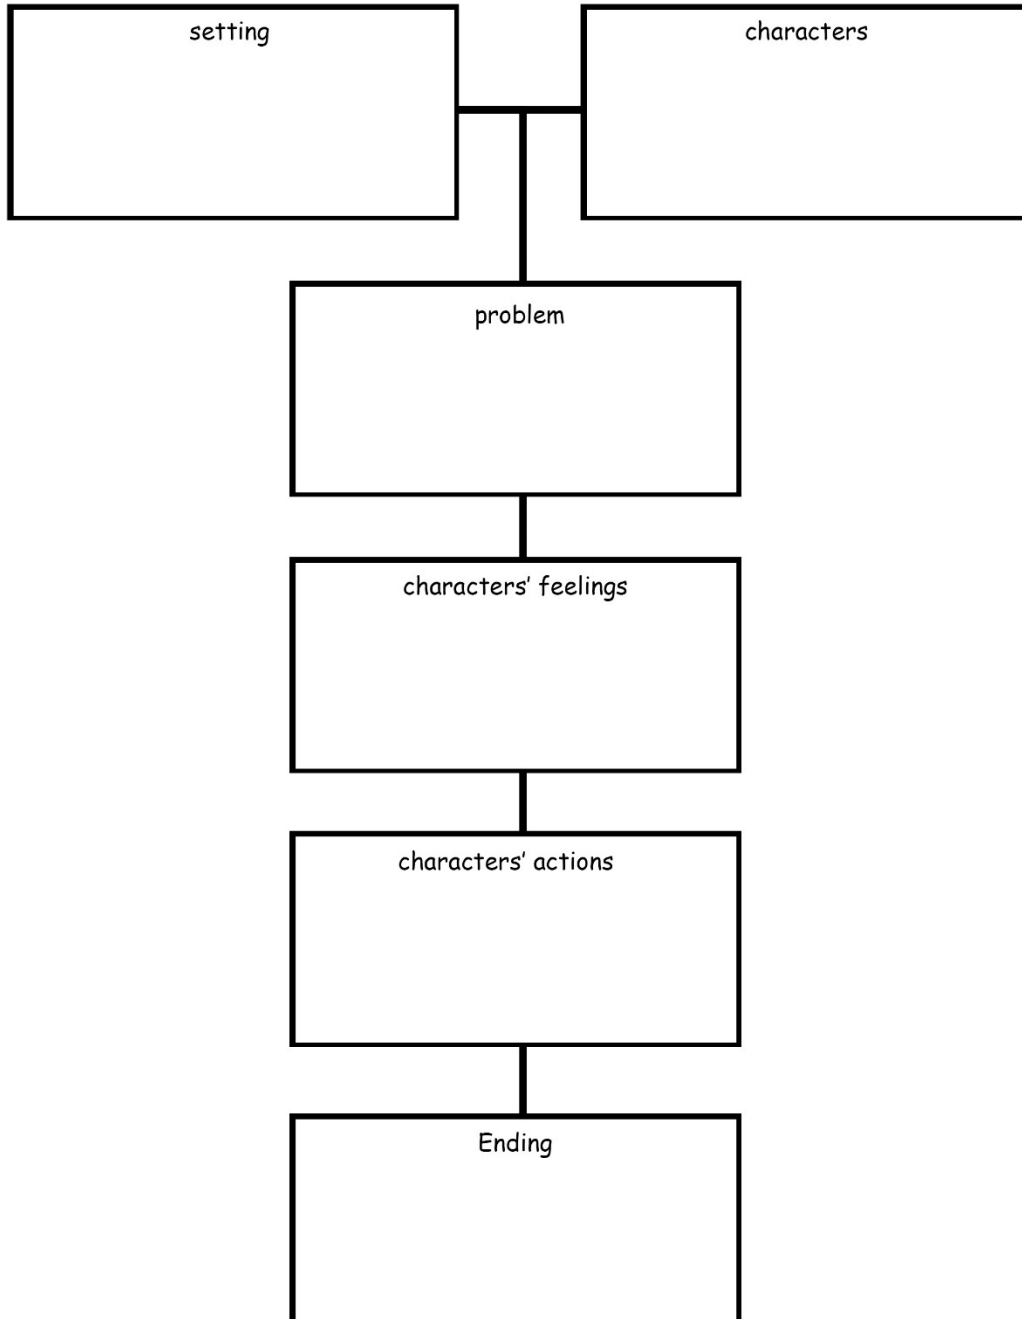 setting
characters
problem
characters' feelings
characters' actions
Ending